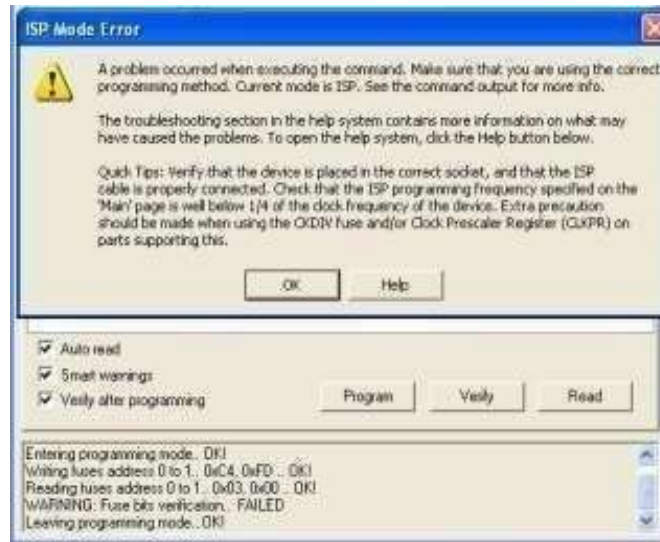 ISP Mode Error
A problem occurred when executing the command. Make sure that you are using the correct
programming method. Current mode is ISP. See the command output for more info.
The troubleshooting section in the help system contains more information on what may
have caused the problems. To open the help system, click the Help button below.
Quick Tips: Verify that the device is placed in the correct socket, and that the ISP
cable is properly connected. Check that the ISP programming frequency specified on the
'Main' page is well below 1/4 of the clock frequency of the device. Extra precaution
should be made when using the CKDIV fuse and/or Clock Prescaler Register (CLKPR) on
parts supporting this.
OK Help
Auto read
Smart warnings
Verify after programming
Program Verify Read
Entering programming mode.. OK!
Writing fuses address 0 to 1.. 0xC4, 0xFD .. OK!
Reading fuses address 0 to 1.. 0x03, 0x00 .. OK!
WARNING: Fuse bits verification.. FAILED
Leaving programming mode.. OK!